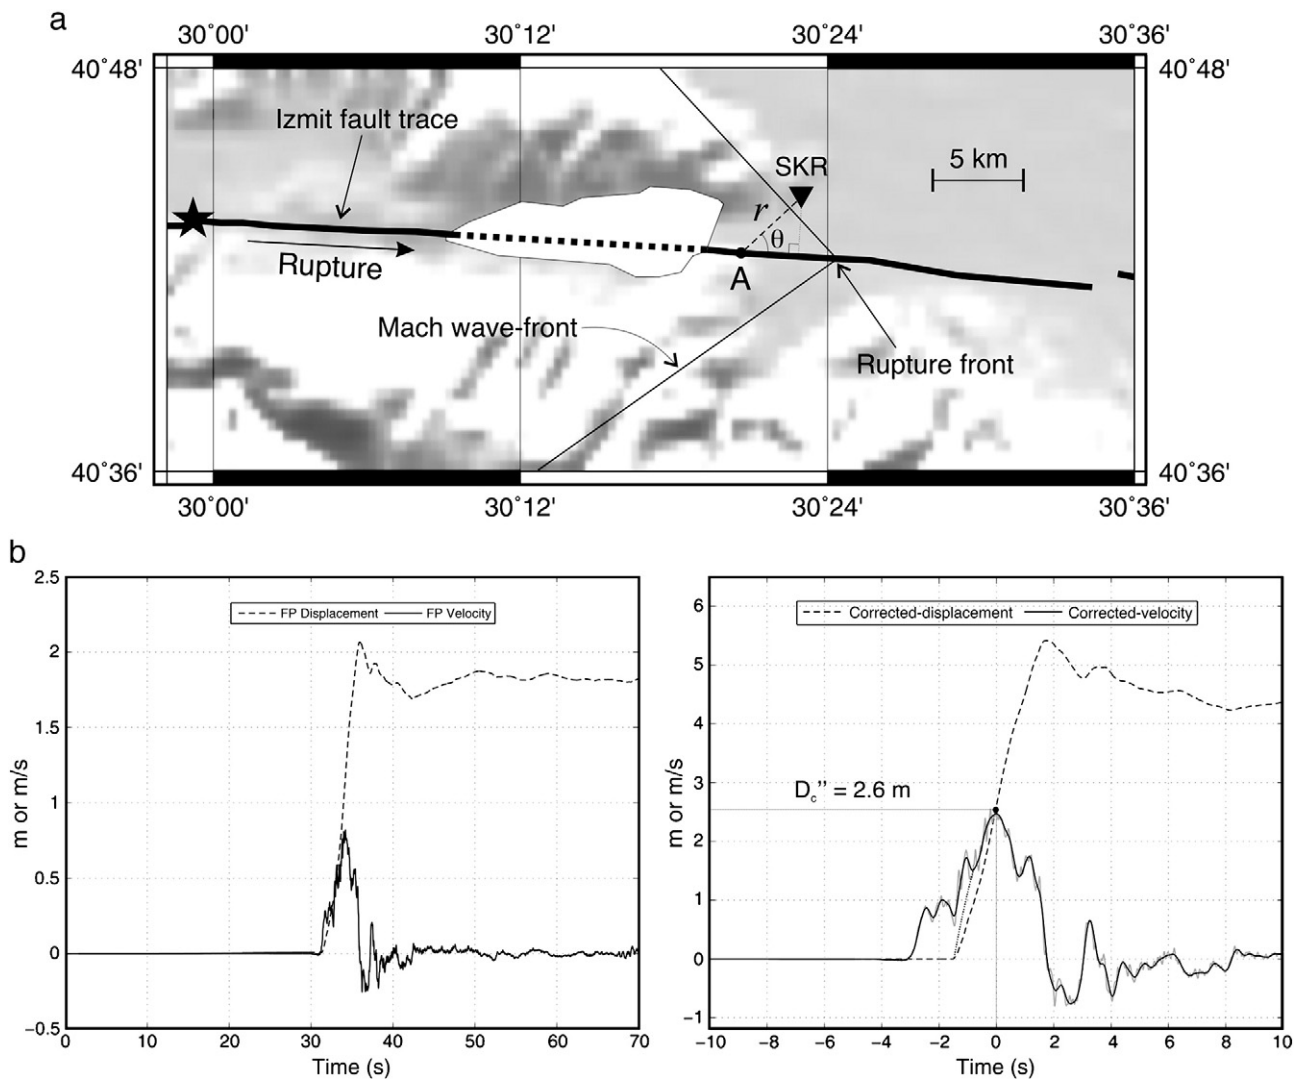 a
30°00'
30°12'
30°24'
30°36'
40°48'
40°48'
Izmit fault trace
5 km
SKR
r
θ
A
Rupture
Mach wave-front
Rupture front
40°36'
40°36'
30°00'
30°12'
30°24'
30°36'
b
2.5
2
1.5
1
0.5
0
−0.5
m or m/s
FP Displacement
FP Velocity
0
10
20
30
40
50
60
70
Time (s)
6
5
4
3
2
1
0
−1
m or m/s
Corrected-displacement
Corrected-velocity
Dc'' = 2.6 m
−10
−8
−6
−4
−2
0
2
4
6
8
10
Time (s)